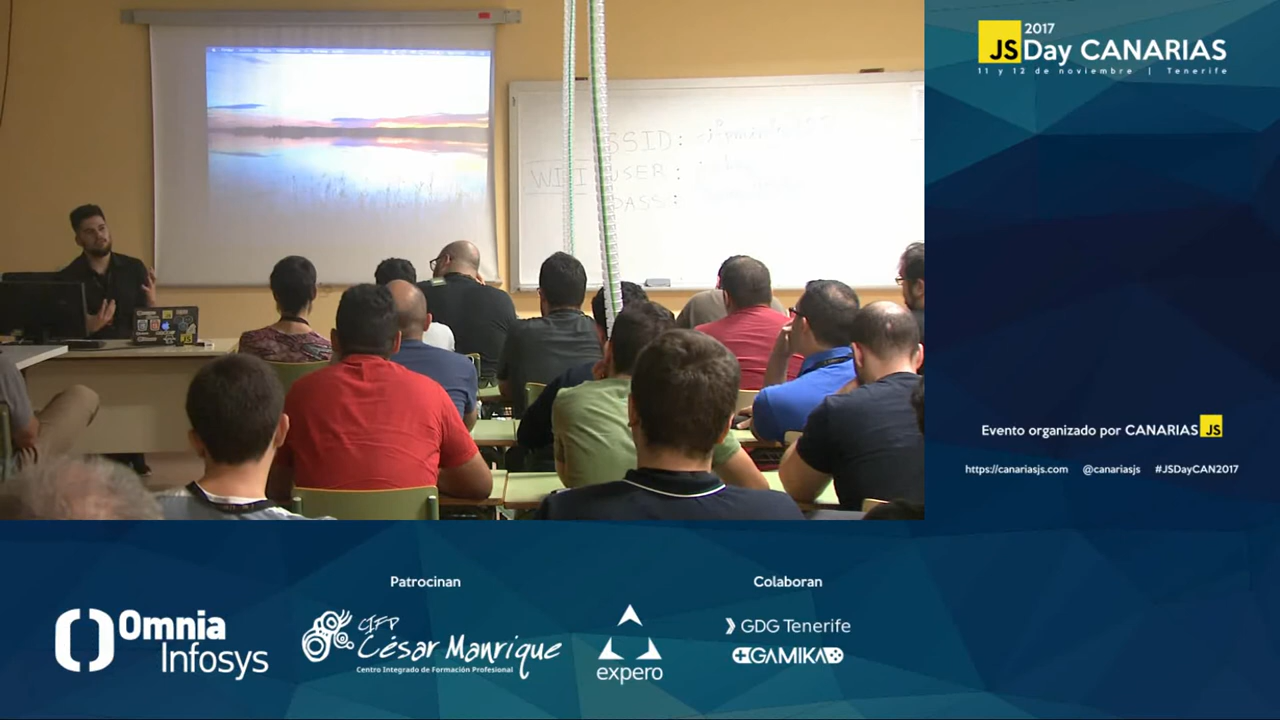 2017
JS Day CANARIAS
11 y 12 de noviembre | Tenerife
SSID:
WIFI USER:
PASS:
Evento organizado por CANARIAS JS
https://canariasjs.com @canariasjs #JSDayCAN2017
Patrocinan
Colaboran
Omnia
Infosys
CIFP
César Manrique
Centro Integrado de Formación Profesional
expero
GDG Tenerife
GAMIKA